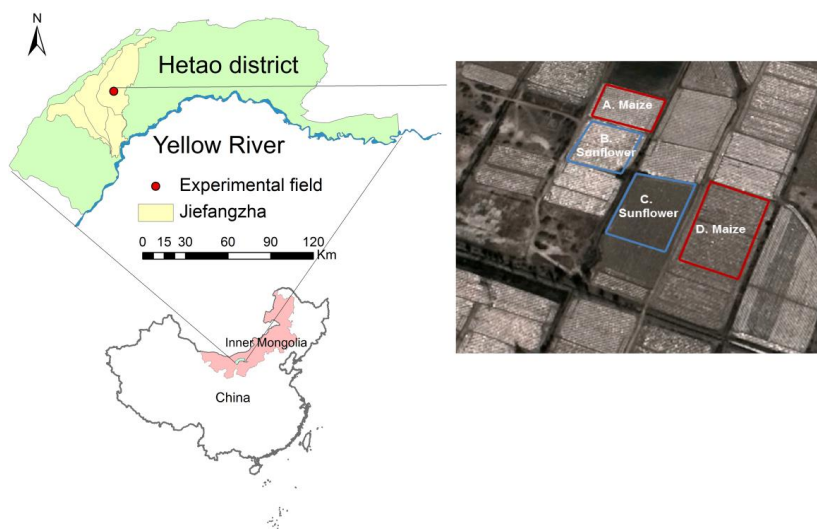 N
Hetao district
Yellow River
Experimental field
Jiefangzha
0 15 30 60 90 120
Km
Inner Mongolia
China
A. Maize
B.
Sunflower
C.
Sunflower
D. Maize